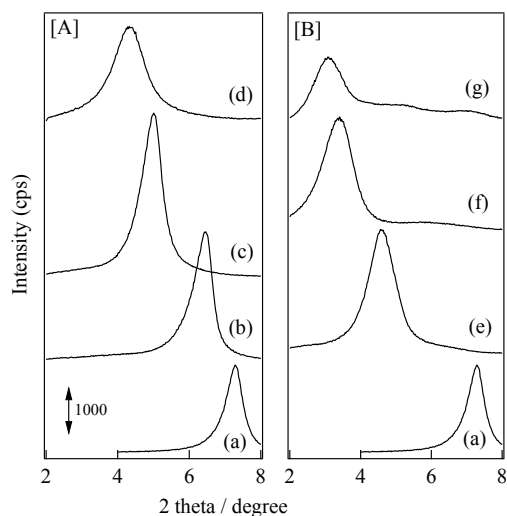 [A]
(d)
(c)
(b)
(a)
1000
2 4 6 8
[B]
(g)
(f)
(e)
(a)
2 4 6 8
Intensity (cps)
2 theta / degree